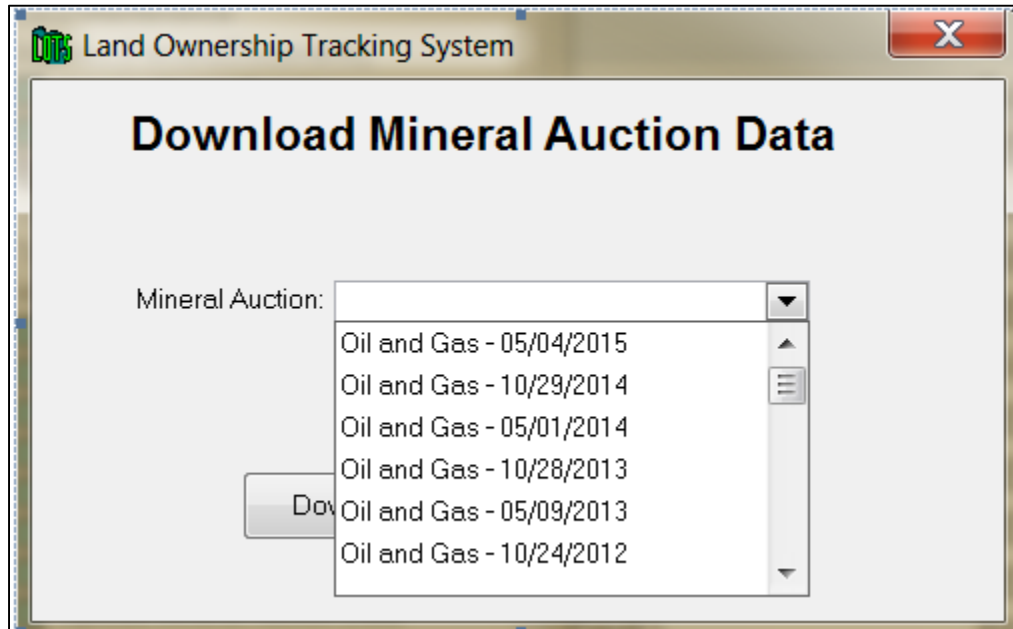 Land Ownership Tracking System
Download Mineral Auction Data
Mineral Auction:
Oil and Gas - 05/04/2015
Oil and Gas - 10/29/2014
Oil and Gas - 05/01/2014
Oil and Gas - 10/28/2013
Oil and Gas - 05/09/2013
Oil and Gas - 10/24/2012